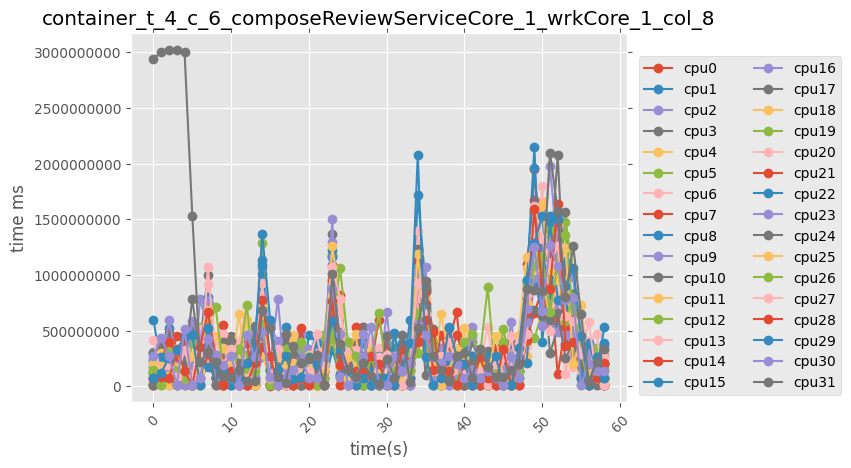 container_t_4_c_6_composeReviewServiceCore_1_wrkCore_1_col_8
time ms
3000000000
2500000000
2000000000
1500000000
1000000000
500000000
0
0
10
20
30
40
50
60
time(s)
cpu0
cpu1
cpu2
cpu3
cpu4
cpu5
cpu6
cpu7
cpu8
cpu9
cpu10
cpu11
cpu12
cpu13
cpu14
cpu15
cpu16
cpu17
cpu18
cpu19
cpu20
cpu21
cpu22
cpu23
cpu24
cpu25
cpu26
cpu27
cpu28
cpu29
cpu30
cpu31